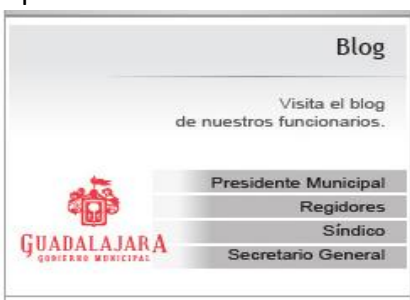 Blog
Visita el blog
de nuestros funcionarios.
Presidente Municipal
Regidores
Síndico
Secretario General
GUADALAJARA
GOBIERNO MUNICIPAL